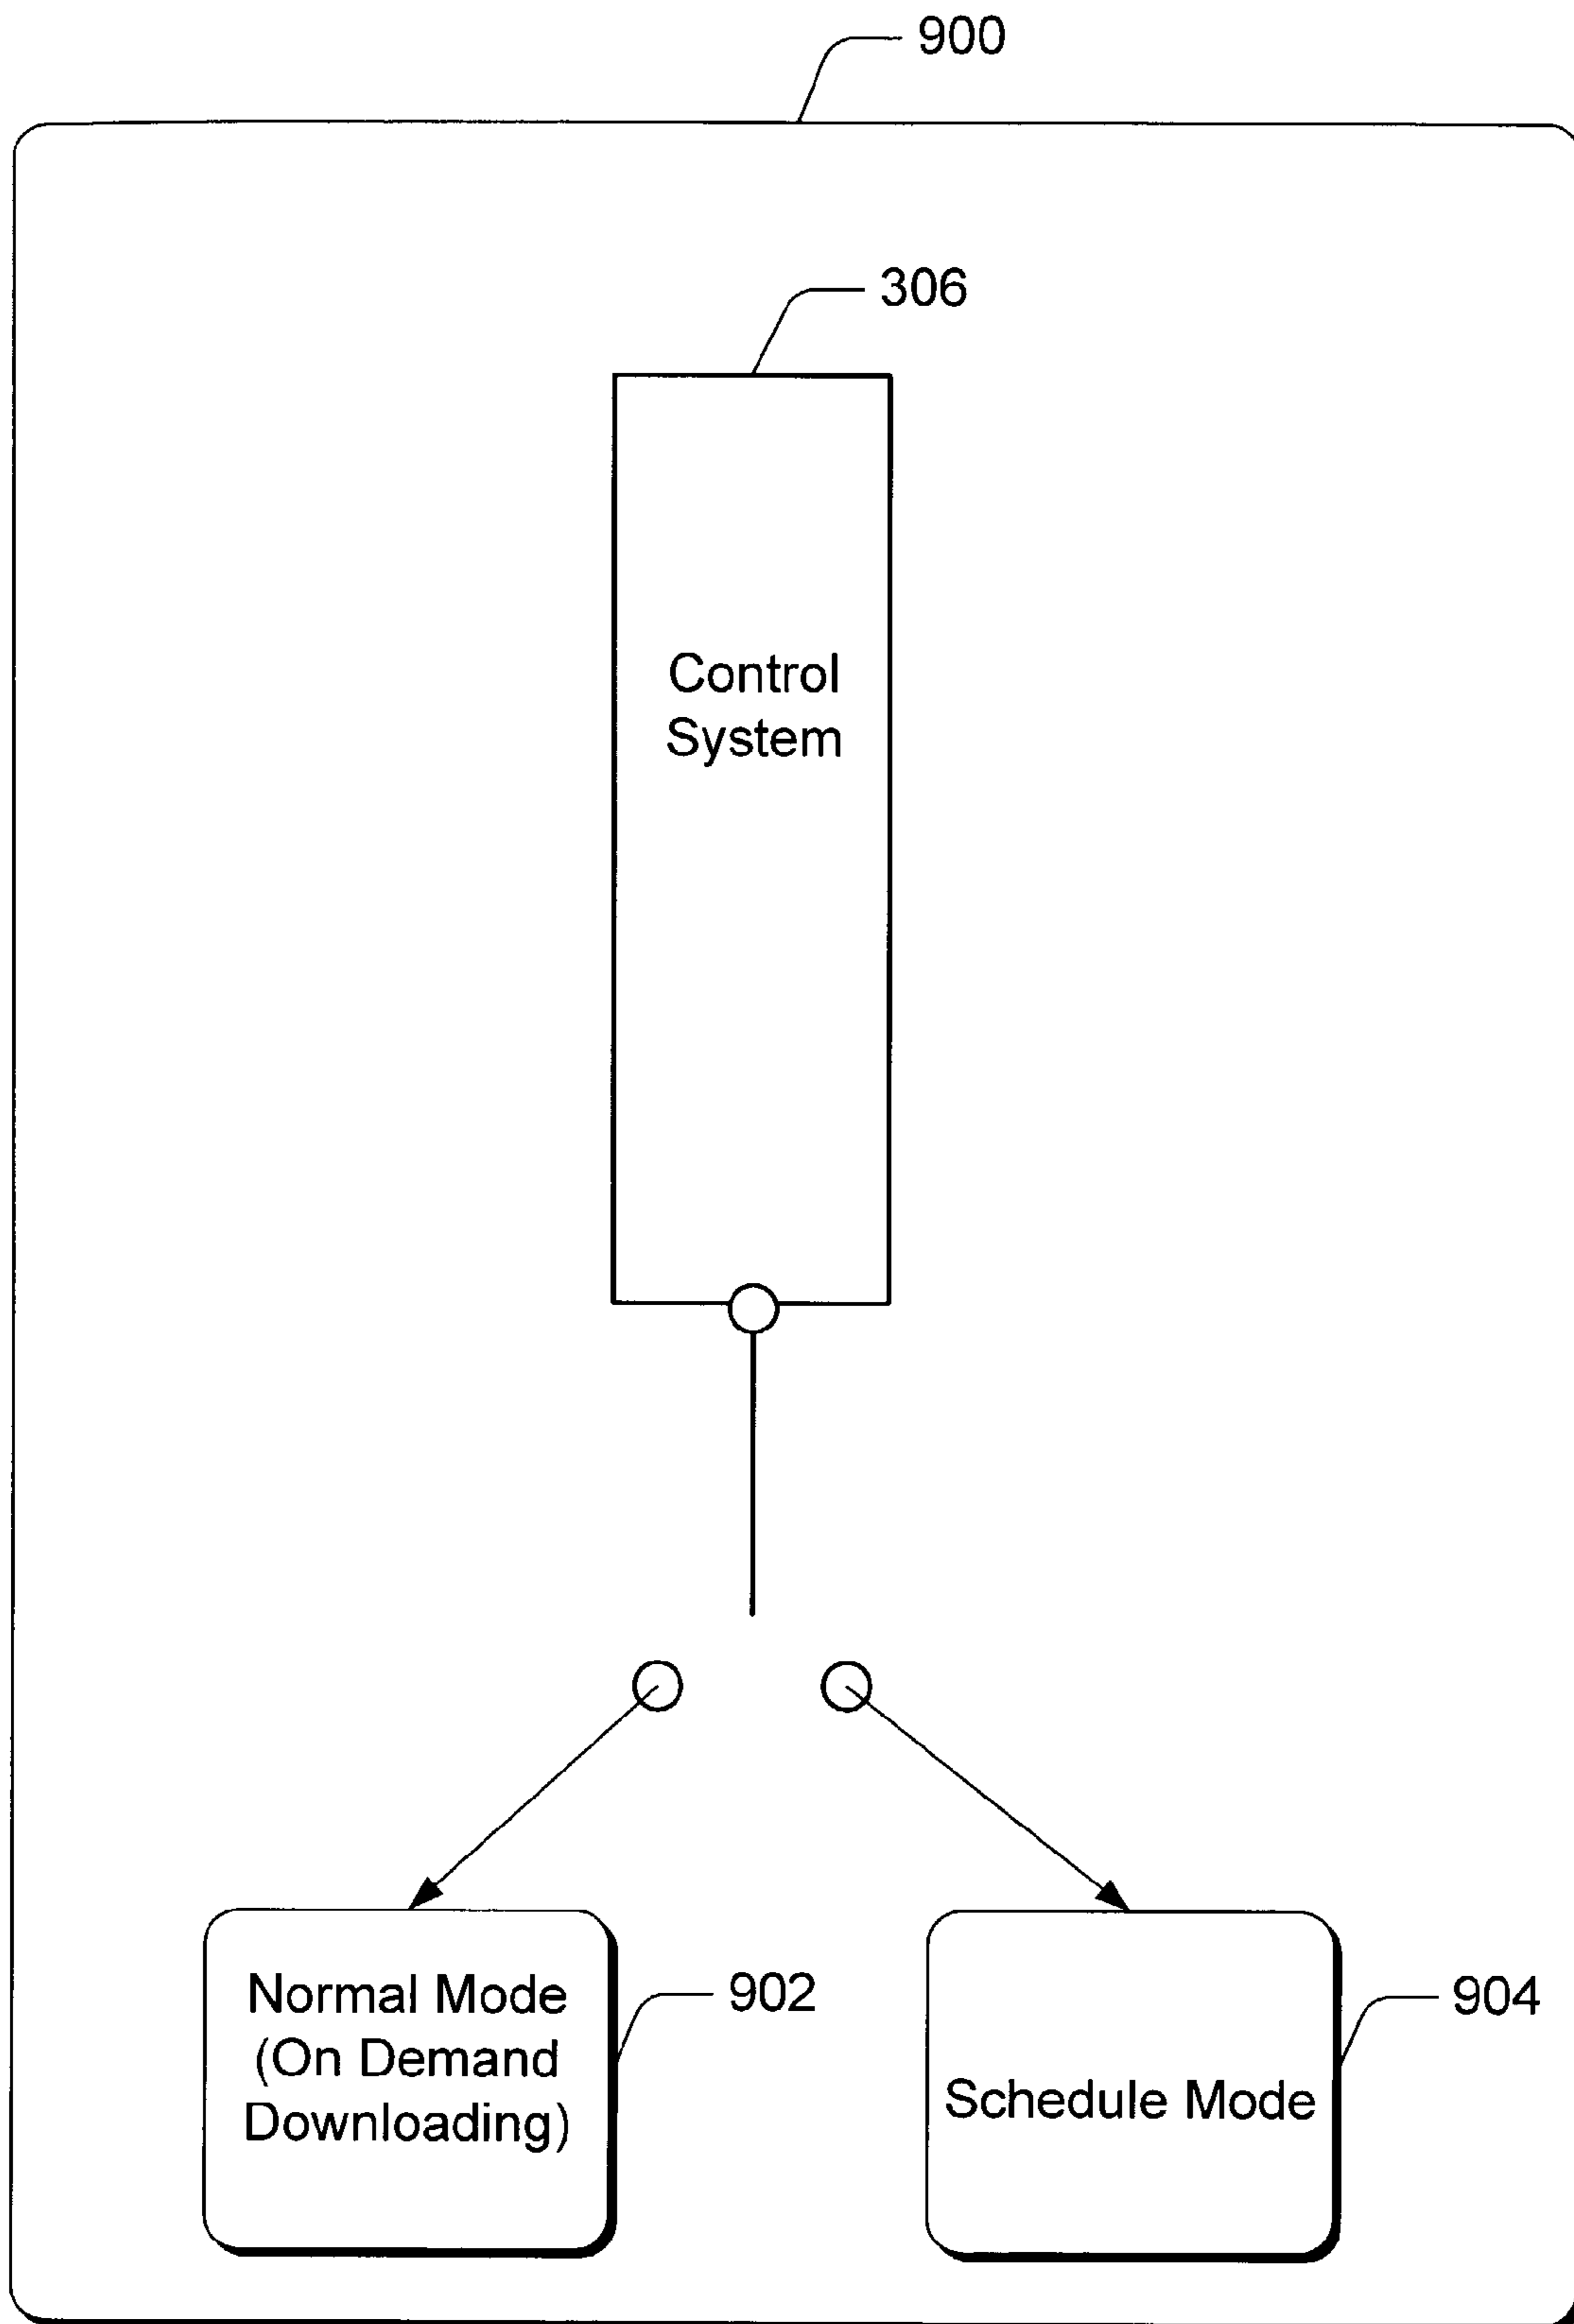 900
306
Control
System
Normal Mode
(On Demand
Downloading)
902
Schedule Mode
904